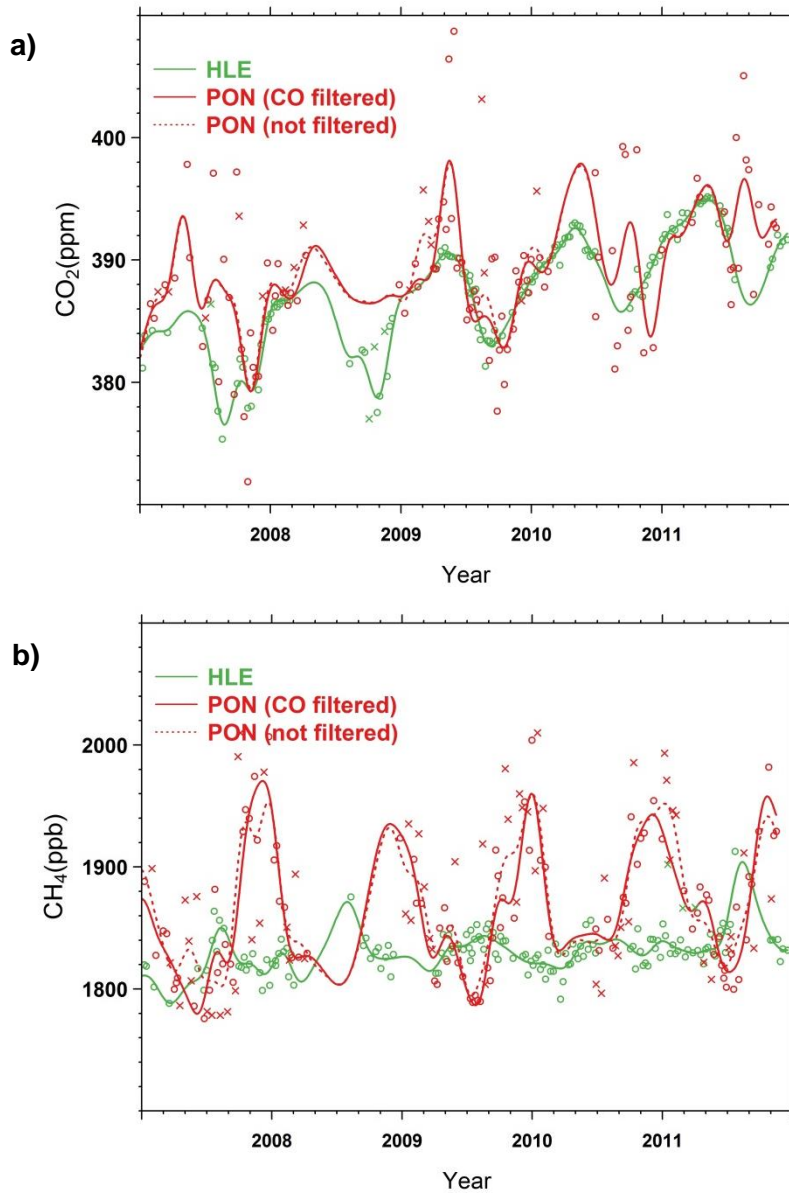 a)
HLE
PON (CO filtered)
PON (not filtered)
400
390
380
CO2(ppm)
2008 2009 2010 2011
Year
b)
HLE
PON (CO filtered)
PON (not filtered)
2000
1900
1800
CH4(ppb)
2008 2009 2010 2011
Year